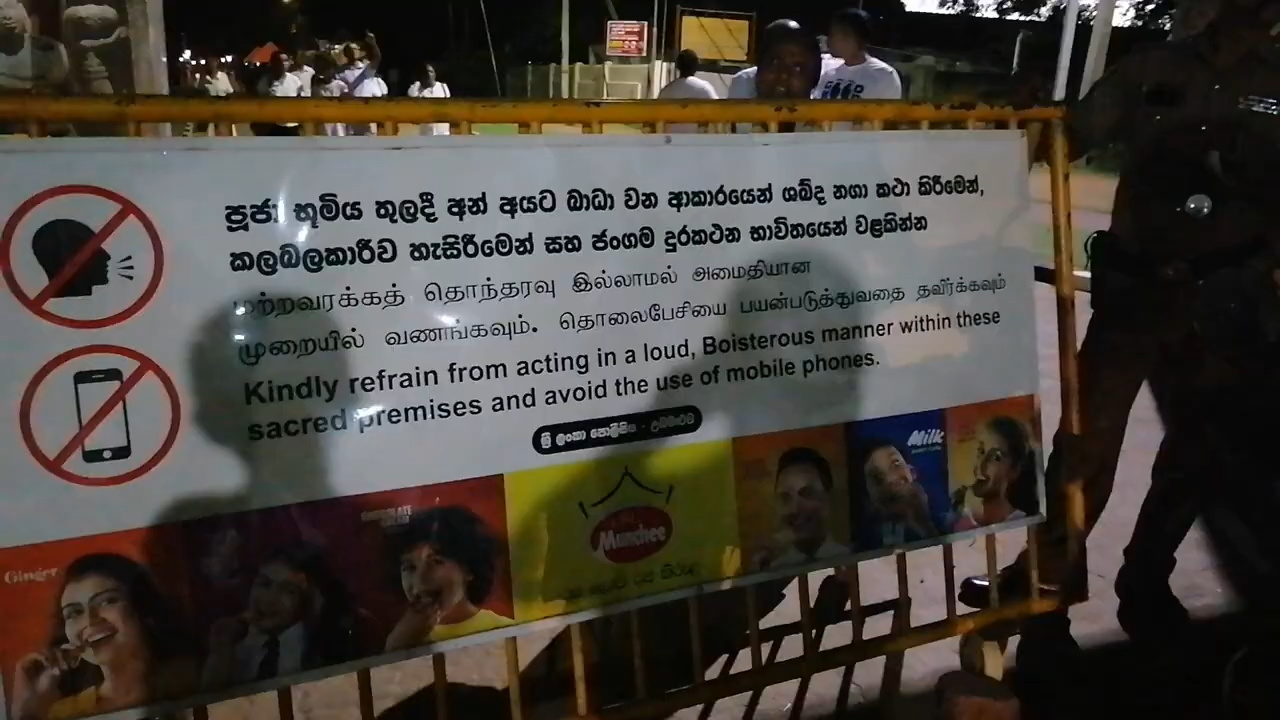 පූජා භූමිය තුලදී අන් අයට බාධා වන ආකාරයෙන් ශබ්ද නගා කථා කිරීමෙන්,
කලබලකාරීව හැසිරීමෙන් සහ ජංගම දුරකථන භාවිතයෙන් වළකින්න
மற்றவரக்கத் தொந்தரவு இல்லாமல் அமைதியான
முறையில் வணங்கவும். தொலைபேசியை பயன்படுத்துவதை தவிர்க்கவும்
Kindly refrain from acting in a loud, Boisterous manner within these
sacred premises and avoid the use of mobile phones.
ශ්‍රී ලංකා පොලීසිය -
Ginger
CHOCOLATE
Munchee
Milk